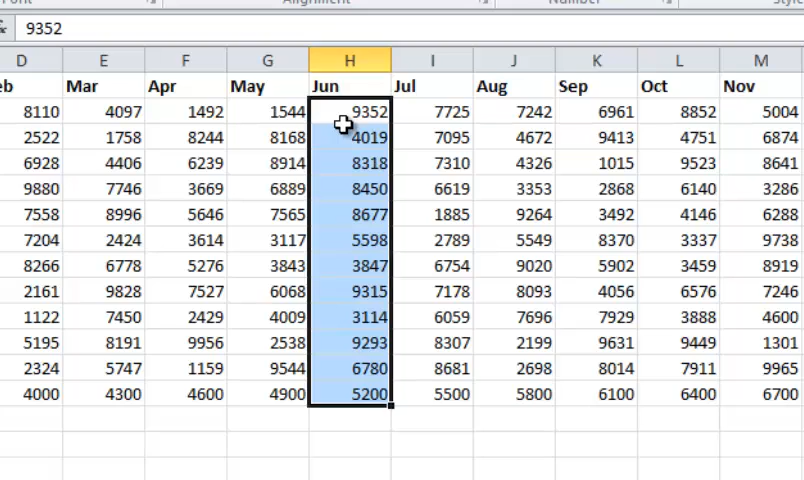 Font Alignment Number Style
fx 9352
D E F G H I J K L M
eb Mar Apr May Jun Jul Aug Sep Oct Nov
8110 4097 1492 1544 9352 7725 7242 6961 8852 5004
2522 1758 8244 8168 4019 7095 4672 9413 4751 6874
6928 4406 6239 8914 8318 7310 4326 1015 9523 8641
9880 7746 3669 6889 8450 6619 3353 2868 6140 3286
7558 8996 5646 7565 8677 1885 9264 3492 4146 6288
7204 2424 3614 3117 5598 2789 5549 8370 3337 9738
8266 6778 5276 3843 3847 6754 9020 5902 3459 8919
2161 9828 7527 6068 9315 7178 8093 4056 6576 7246
1122 7450 2429 4009 3114 6059 7696 7929 3888 4600
5195 8191 9956 2538 9293 8307 2199 9631 9449 1301
2324 5747 1159 9544 6780 8681 2698 8014 7911 9965
4000 4300 4600 4900 5200 5500 5800 6100 6400 6700